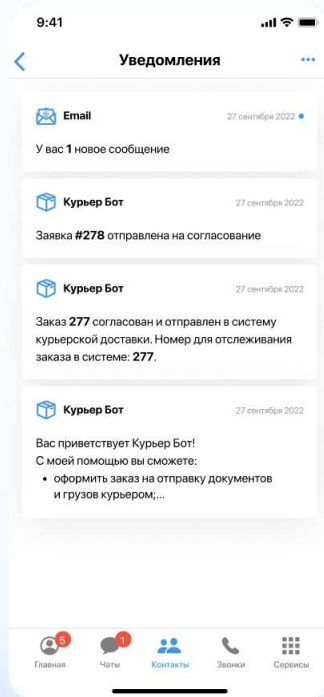 9:41
Уведомления
Email
27 сентября 2022
У вас 1 новое сообщение
Курьер Бот
27 сентября 2022
Заявка #278 отправлена на согласование
Курьер Бот
27 сентября 2022
Заказ 277 согласован и отправлен в систему
курьерской доставки. Номер для отслеживания
заказа в системе: 277.
Курьер Бот
27 сентября 2022
Вас приветствует Курьер Бот!
С моей помощью вы сможете:
• оформить заказ на отправку документов
и грузов курьером;...
5
1
Главная
Чаты
Контакты
Звонки
Сервисы